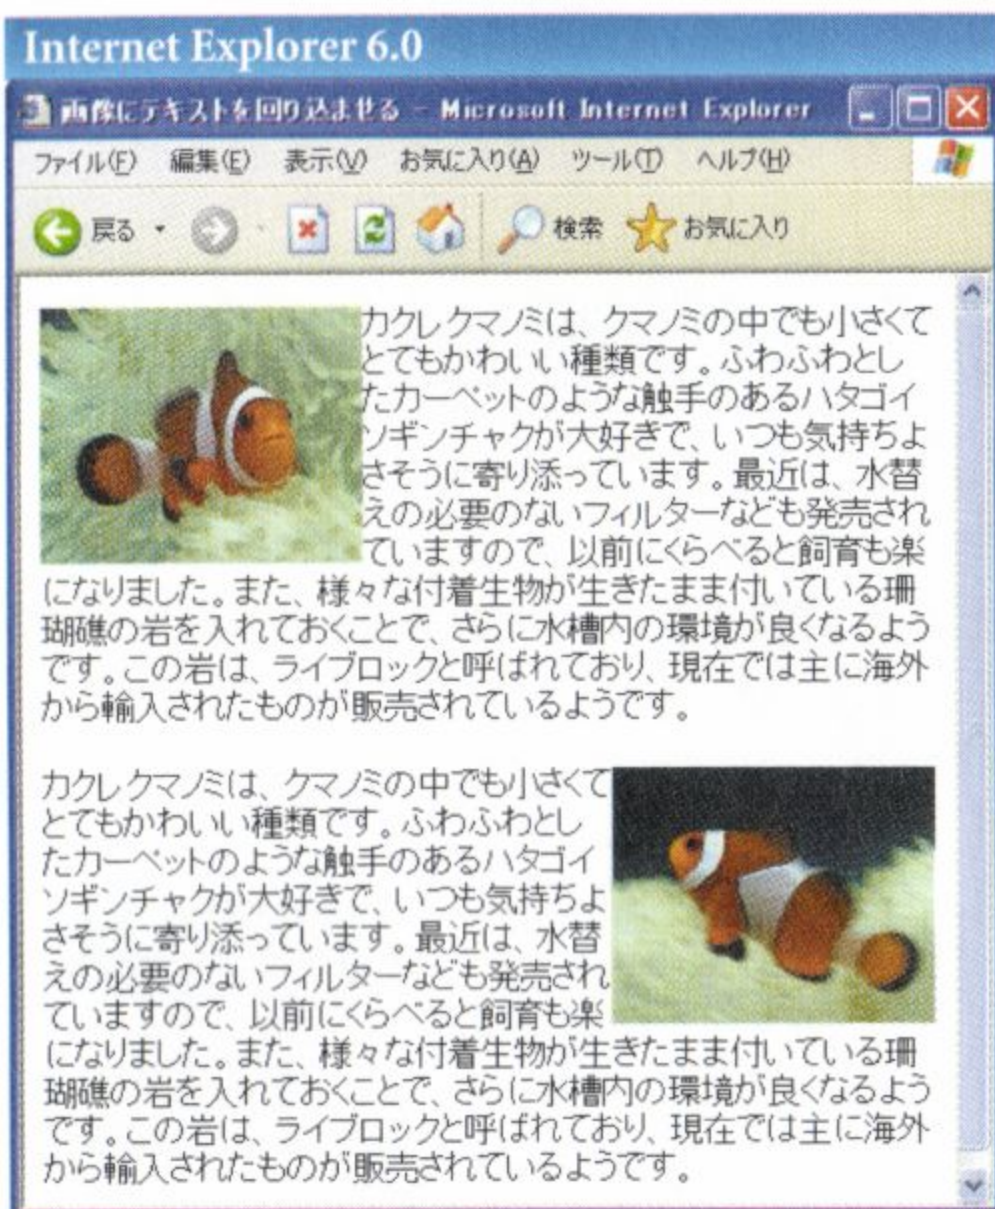 Internet Explorer 6.0
画像にテキストを回り込ませる - Microsoft Internet Explorer
ファイル(F) 編集(E) 表示(V) お気に入り(A) ツール(T) ヘルプ(H)
戻る 検索 お気に入り
カクレクマノミは、クマノミの中でも小さくて
とてもかわいい種類です。ふわふわとし
たカーペットのような触手のあるハタゴイ
ソギンチャクが大好きで、いつも気持ちよ
さそうに寄り添っています。最近は、水替
えの必要のないフィルターなども発売され
ていますので、以前にくらべると飼育も楽
になりました。また、様々な付着生物が生きたまま付いている珊
瑚礁の岩を入れておくことで、さらに水槽内の環境が良くなるよう
です。この岩は、ライブロックと呼ばれており、現在では主に海外
から輸入されたものが販売されているようです。
カクレクマノミは、クマノミの中でも小さくて
とてもかわいい種類です。ふわふわとし
たカーペットのような触手のあるハタゴイ
ソギンチャクが大好きで、いつも気持ちよ
さそうに寄り添っています。最近は、水替
えの必要のないフィルターなども発売され
ていますので、以前にくらべると飼育も楽
になりました。また、様々な付着生物が生きたまま付いている珊
瑚礁の岩を入れておくことで、さらに水槽内の環境が良くなるよう
です。この岩は、ライブロックと呼ばれており、現在では主に海外
から輸入されたものが販売されているようです。